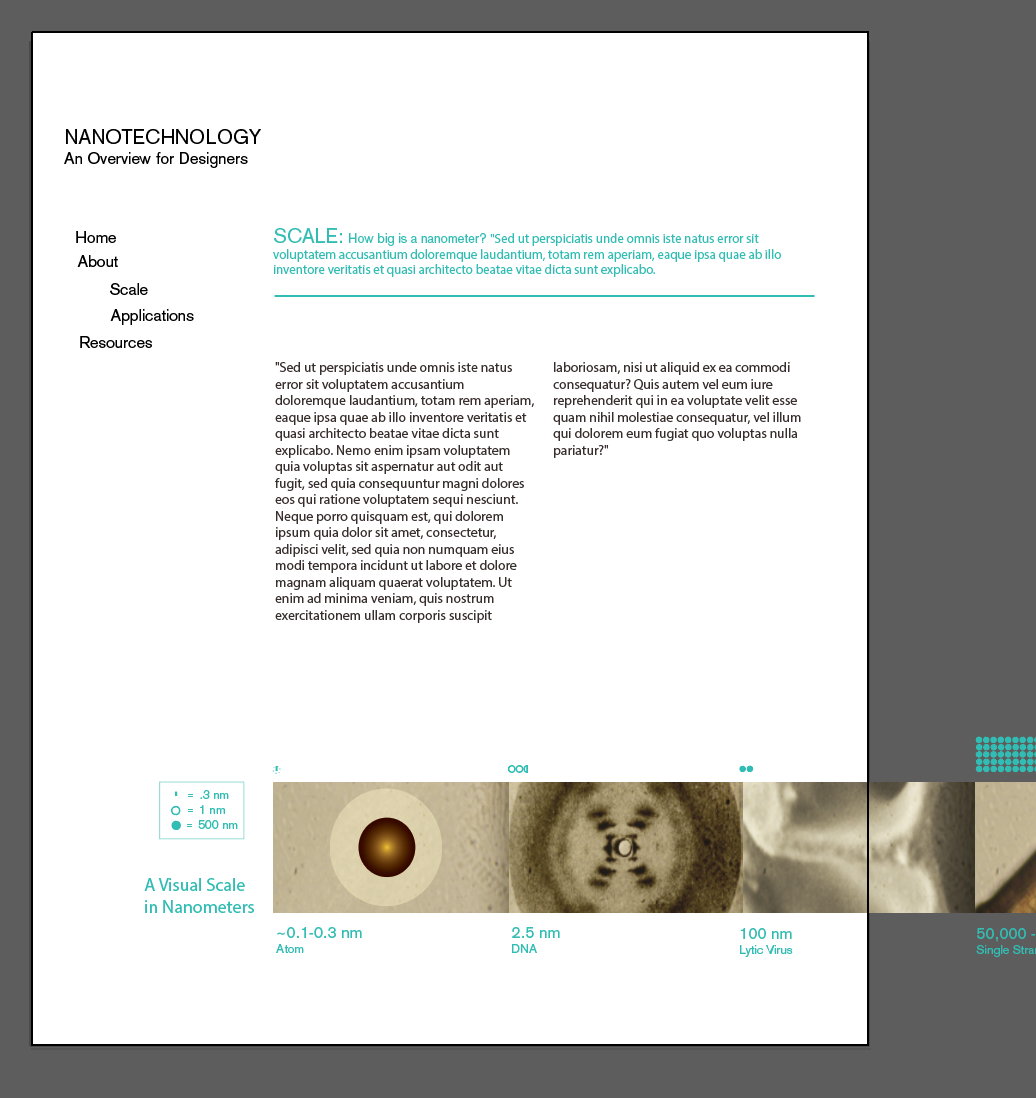 NANOTECHNOLOGY
An Overview for Designers
Home
About
Scale
Applications
Resources
SCALE: How big is a nanometer? "Sed ut perspiciatis unde omnis iste natus error sit
voluptatem accusantium doloremque laudantium, totam rem aperiam, eaque ipsa quae ab illo
inventore veritatis et quasi architecto beatae vitae dicta sunt explicabo.
"Sed ut perspiciatis unde omnis iste natus
error sit voluptatem accusantium
doloremque laudantium, totam rem aperiam,
eaque ipsa quae ab illo inventore veritatis et
quasi architecto beatae vitae dicta sunt
explicabo. Nemo enim ipsam voluptatem
quia voluptas sit aspernatur aut odit aut
fugit, sed quia consequuntur magni dolores
eos qui ratione voluptatem sequi nesciunt.
Neque porro quisquam est, qui dolorem
ipsum quia dolor sit amet, consectetur,
adipisci velit, sed quia non numquam eius
modi tempora incidunt ut labore et dolore
magnam aliquam quaerat voluptatem. Ut
enim ad minima veniam, quis nostrum
exercitationem ullam corporis suscipit
laboriosam, nisi ut aliquid ex ea commodi
consequatur? Quis autem vel eum iure
reprehenderit qui in ea voluptate velit esse
quam nihil molestiae consequatur, vel illum
qui dolorem eum fugiat quo voluptas nulla
pariatur?"
= .3 nm
= 1 nm
= 500 nm
A Visual Scale
in Nanometers
~0.1-0.3 nm
Atom
2.5 nm
DNA
100 nm
Lytic Virus
50,000 -
Single